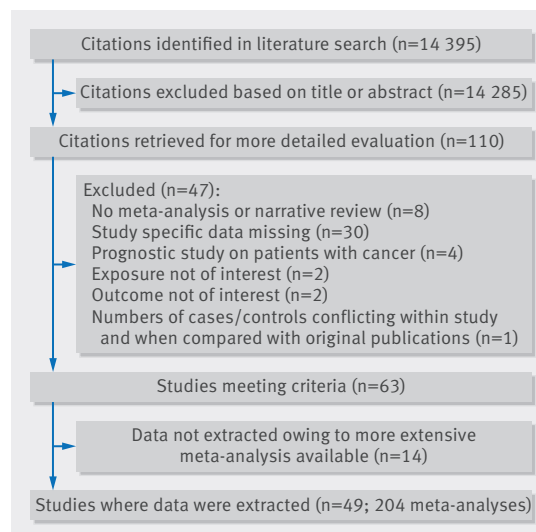 Citations identified in literature search (n=14 395)
Citations excluded based on title or abstract (n=14 285)
Citations retrieved for more detailed evaluation (n=110)
Excluded (n=47):
No meta-analysis or narrative review (n=8)
Study specific data missing (n=30)
Prognostic study on patients with cancer (n=4)
Exposure not of interest (n=2)
Outcome not of interest (n=2)
Numbers of cases/controls conflicting within study
and when compared with original publications (n=1)
Studies meeting criteria (n=63)
Data not extracted owing to more extensive
meta-analysis available (n=14)
Studies where data were extracted (n=49; 204 meta-analyses)